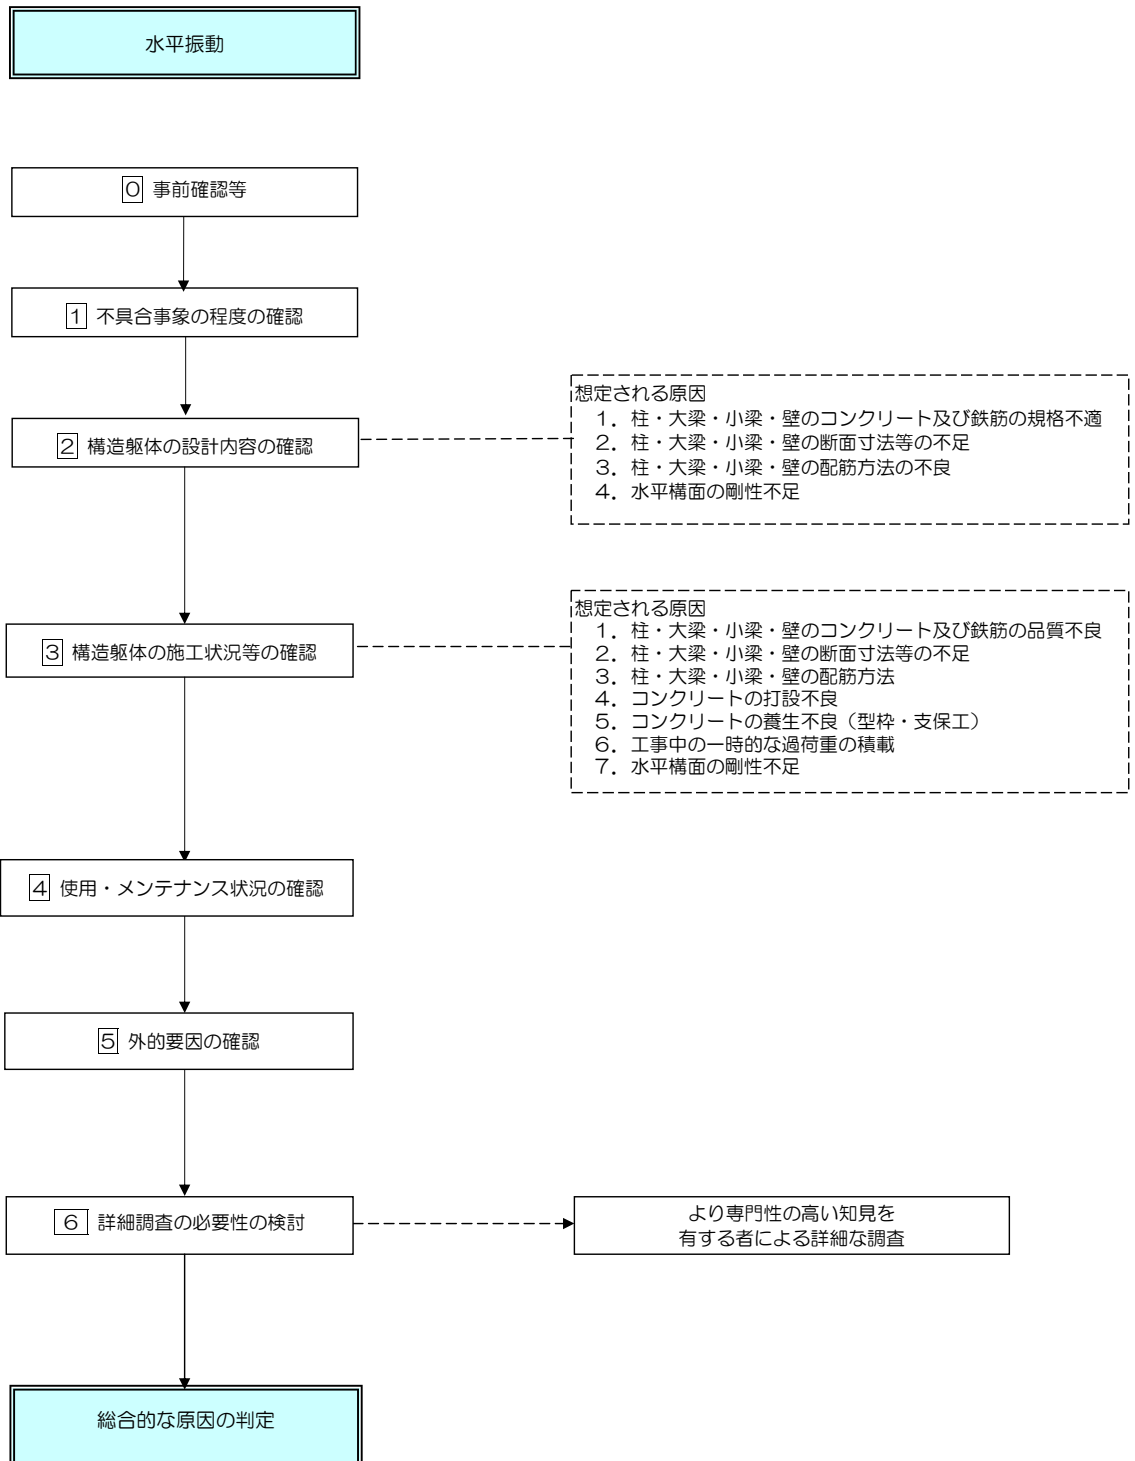 水平振動
0 事前確認等
1 不具合事象の程度の確認
2 構造躯体の設計内容の確認
想定される原因
1．柱・大梁・小梁・壁のコンクリート及び鉄筋の規格不適
2．柱・大梁・小梁・壁の断面寸法等の不足
3．柱・大梁・小梁・壁の配筋方法の不良
4．水平構面の剛性不足
3 構造躯体の施工状況等の確認
想定される原因
1．柱・大梁・小梁・壁のコンクリート及び鉄筋の品質不良
2．柱・大梁・小梁・壁の断面寸法等の不足
3．柱・大梁・小梁・壁の配筋方法
4．コンクリートの打設不良
5．コンクリートの養生不良（型枠・支保工）
6．工事中の一時的な過荷重の積載
7．水平構面の剛性不足
4 使用・メンテナンス状況の確認
5 外的要因の確認
6 詳細調査の必要性の検討
より専門性の高い知見を
有する者による詳細な調査
総合的な原因の判定